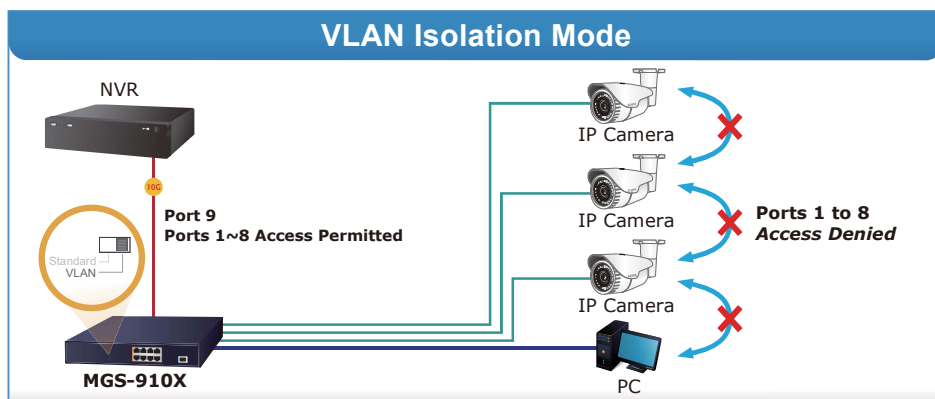 VLAN Isolation Mode
NVR
10G
Port 9
Ports 1~8 Access Permitted
Standard
VLAN
MGS-910X
IP Camera
IP Camera
IP Camera
PC
Ports 1 to 8
Access Denied